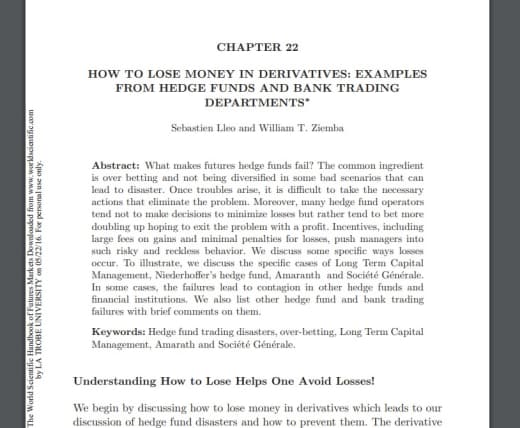 CHAPTER 22
HOW TO LOSE MONEY IN DERIVATIVES: EXAMPLES
FROM HEDGE FUNDS AND BANK TRADING
DEPARTMENTS*
Sebastien Lleo and William T. Ziemba
Abstract: What makes futures hedge funds fail? The common ingredient
is over betting and not being diversified in some bad scenarios that can
lead to disaster. Once troubles arise, it is difficult to take the necessary
actions that eliminate the problem. Moreover, many hedge fund operators
tend not to make decisions to minimize losses but rather tend to bet more
doubling up hoping to exit the problem with a profit. Incentives, including
large fees on gains and minimal penalties for losses, push managers into
such risky and reckless behavior. We discuss some specific ways losses
occur. To illustrate, we discuss the specific cases of Long Term Capital
Management, Niederhoffer's hedge fund, Amaranth and Société Générale.
In some cases, the failures lead to contagion in other hedge funds and
financial institutions. We also list other hedge fund and bank trading
failures with brief comments on them.
Keywords: Hedge fund trading disasters, over-betting, Long Term Capital
Management, Amarath and Société Générale.
Understanding How to Lose Helps One Avoid Losses!
We begin by discussing how to lose money in derivatives which leads to our
discussion of hedge fund disasters and how to prevent them. The derivative
The World Scientific Handbook of Futures Markets Downloaded from www.worldscientific.com
by LA TROBE UNIVERSITY on 05/22/16. For personal use only.